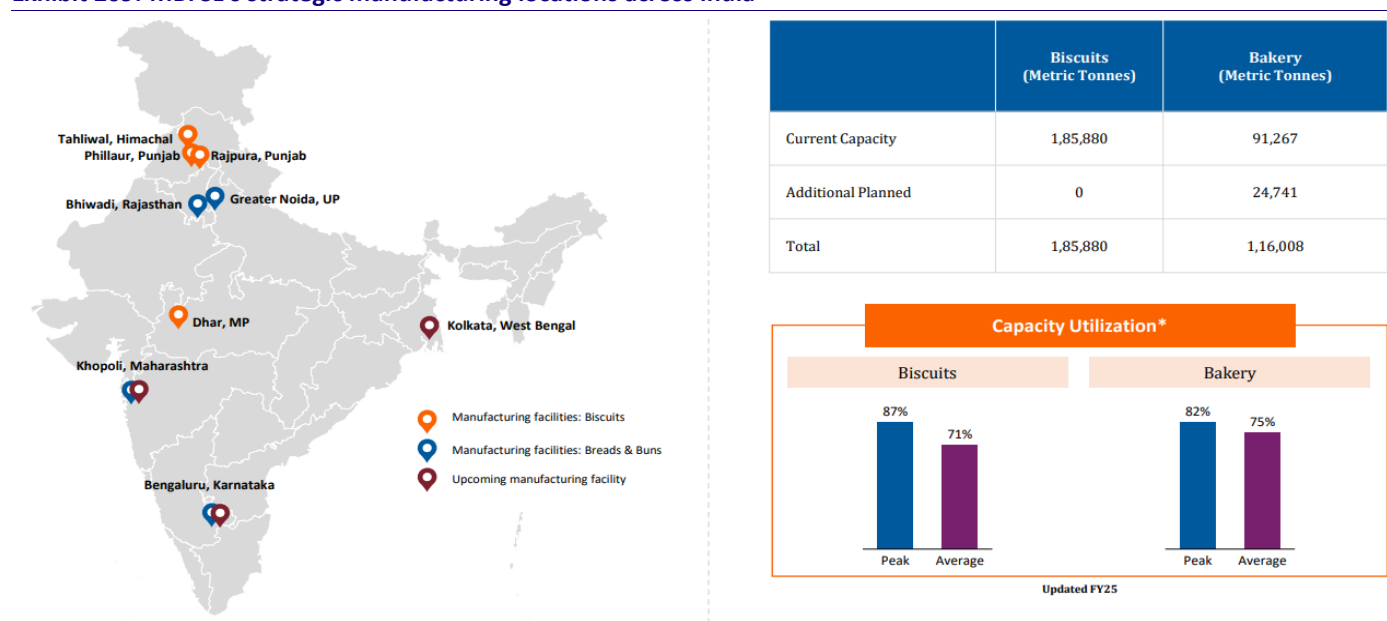 Tahliwal, Himachal
Phillaur, Punjab
Rajpura, Punjab
Bhiwadi, Rajasthan
Greater Noida, UP
Dhar, MP
Kolkata, West Bengal
Khopoli, Maharashtra
Bengaluru, Karnataka
Manufacturing facilities: Biscuits
Manufacturing facilities: Breads & Buns
Upcoming manufacturing facility
Biscuits
(Metric Tonnes)
Bakery
(Metric Tonnes)
Current Capacity 1,85,880 91,267
Additional Planned 0 24,741
Total 1,85,880 1,16,008
Capacity Utilization*
Biscuits
87%
71%
Peak Average
Bakery
82%
75%
Peak Average
Updated FY25